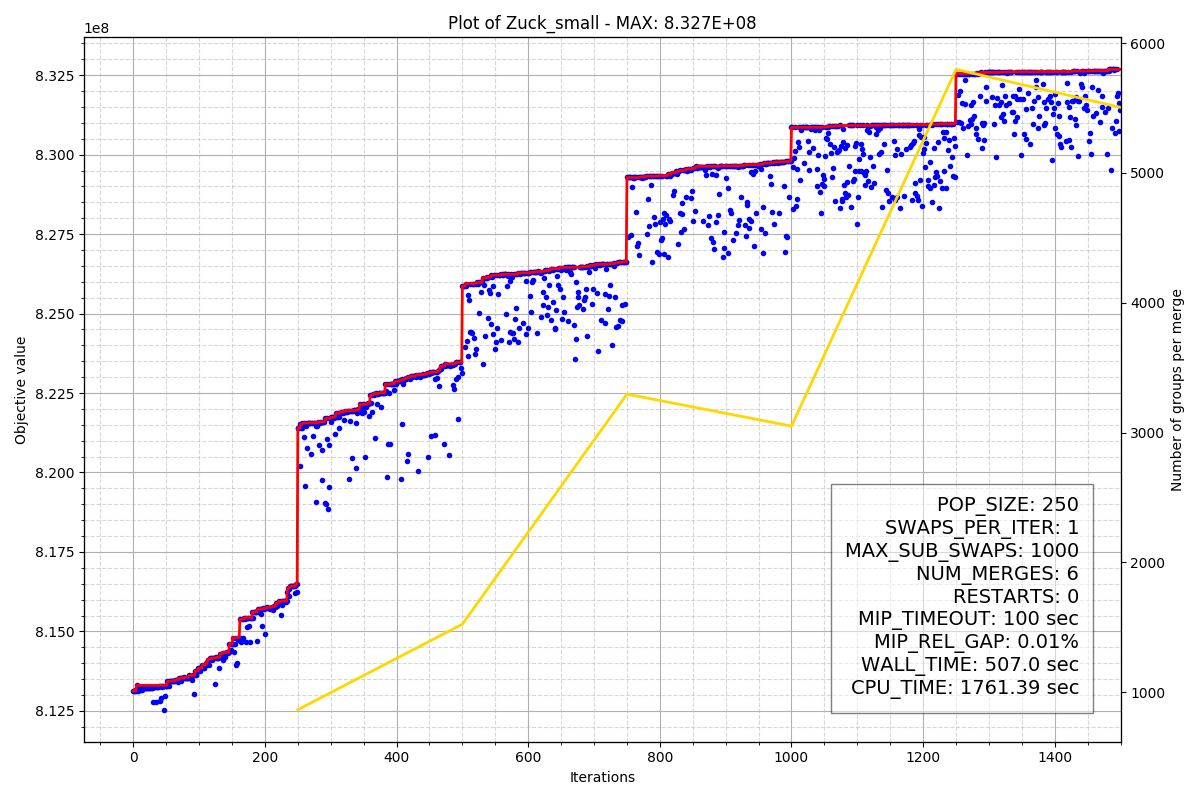 Plot of Zuck_small - MAX: 8.327E+08
1e8
8.325
8.300
8.275
8.250
8.225
8.200
8.175
8.150
8.125
Objective value
6000
5000
4000
3000
2000
1000
Number of groups per merge
POP_SIZE: 250
SWAPS_PER_ITER: 1
MAX_SUB_SWAPS: 1000
NUM_MERGES: 6
RESTARTS: 0
MIP_TIMEOUT: 100 sec
MIP_REL_GAP: 0.01%
WALL_TIME: 507.0 sec
CPU_TIME: 1761.39 sec
0 200 400 600 800 1000 1200 1400
Iterations